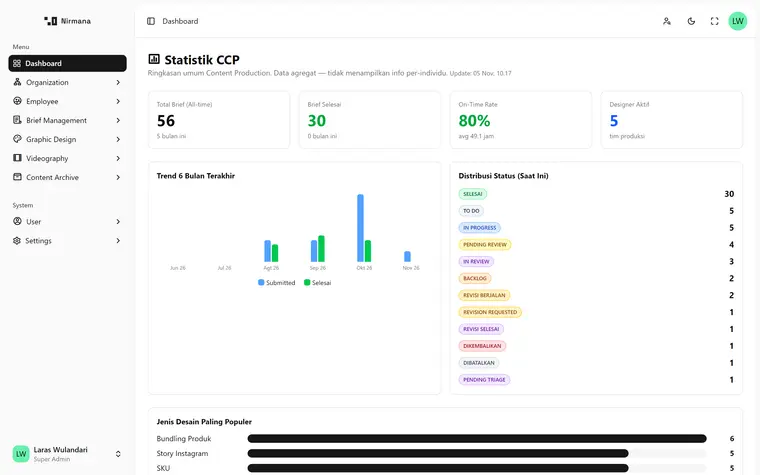 Nirmana
Menu
Dashboard
Organization
Employee
Brief Management
Graphic Design
Videography
Content Archive
System
User
Settings
LW
Laras Wulandari
Super Admin
Dashboard
LW
Statistik CCP
Ringkasan umum Content Production. Data agregat — tidak menampilkan info per-individu. Update: 05 Nov, 10.17
Total Brief (All-time)
56
5 bulan ini
Brief Selesai
30
0 bulan ini
On-Time Rate
80%
avg 49.1 jam
Designer Aktif
5
tim produksi
Trend 6 Bulan Terakhir
Jun 26 Jul 26 Agt 26 Sep 26 Okt 26 Nov 26
Submitted Selesai
Distribusi Status (Saat Ini)
SELESAI 30
TO DO 5
IN PROGRESS 5
PENDING REVIEW 4
IN REVIEW 3
BACKLOG 2
REVISI BERJALAN 2
REVISION REQUESTED 1
REVISI SELESAI 1
DIKEMBALIKAN 1
DIBATALKAN 1
PENDING TRIAGE 1
Jenis Desain Paling Populer
Bundling Produk 6
Story Instagram 5
SKU 5